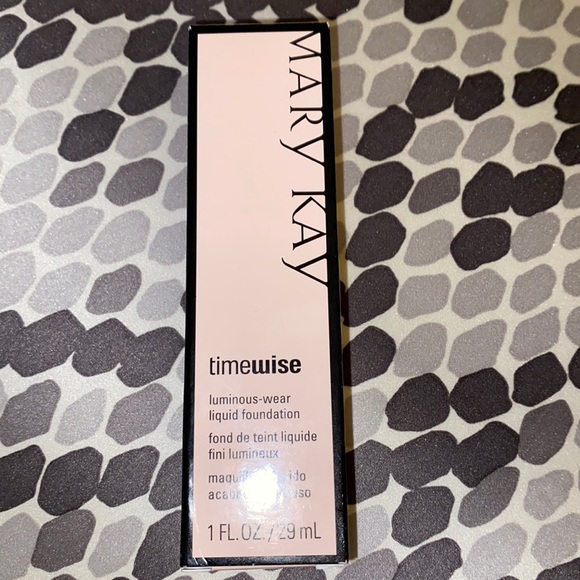 MARY KAY
timewise
luminous-wear
liquid foundation
fond de teint liquide
fini lumineux
1 FL.OZ./29 mL